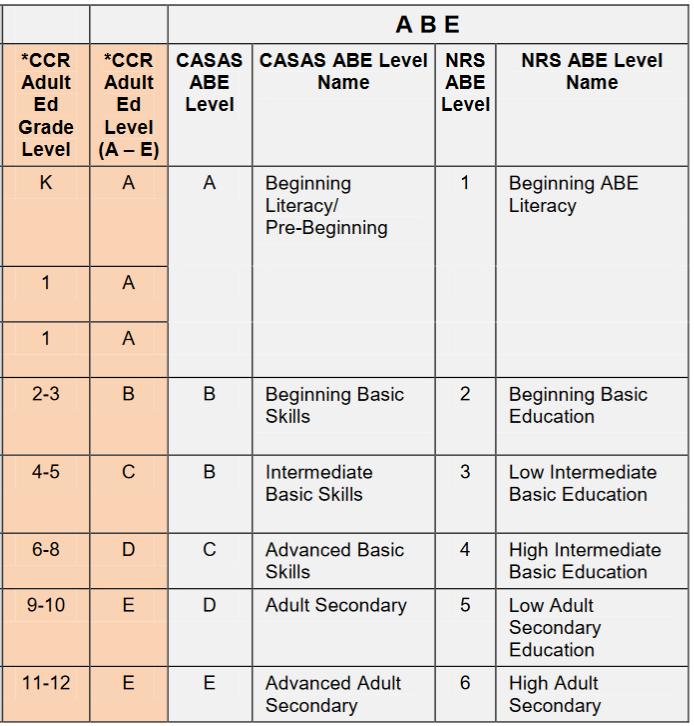 A B E
*CCR Adult Ed Grade Level
*CCR Adult Ed Level (A – E)
CASAS ABE Level
CASAS ABE Level Name
NRS ABE Level
NRS ABE Level Name
K A A Beginning Literacy/ Pre-Beginning 1 Beginning ABE Literacy
1 A
1 A
2-3 B B Beginning Basic Skills 2 Beginning Basic Education
4-5 C B Intermediate Basic Skills 3 Low Intermediate Basic Education
6-8 D C Advanced Basic Skills 4 High Intermediate Basic Education
9-10 E D Adult Secondary 5 Low Adult Secondary Education
11-12 E E Advanced Adult Secondary 6 High Adult Secondary